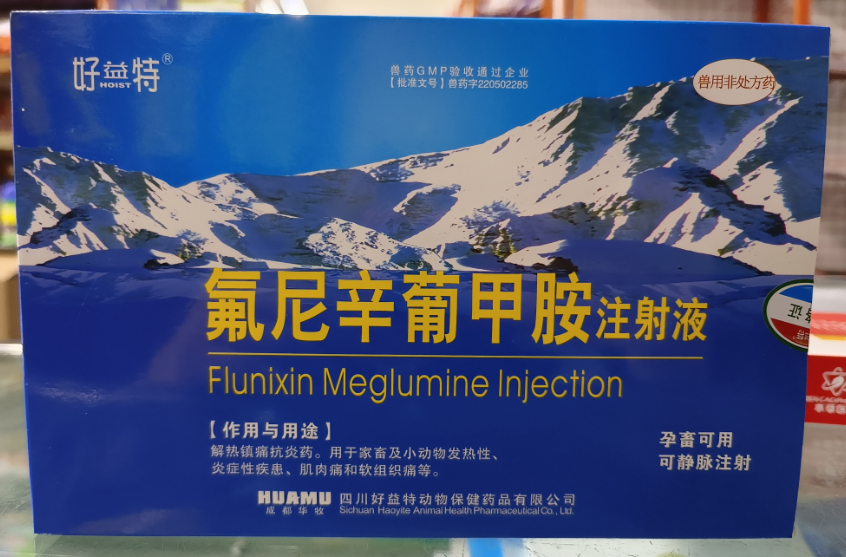 好益特®
HOIST
兽药GMP验收通过企业
【批准文号】兽药字220502285
兽用非处方药
氟尼辛葡甲胺注射液
Flunixin Meglumine Injection
【作用与用途】
解热镇痛抗炎药。用于家畜及小动物发热性、
炎症性疾患、肌肉痛和软组织痛等。
孕畜可用
可静脉注射
HUAMU
成都华牧
四川好益特动物保健药品有限公司
Sichuan Haoyite Animal Health Pharmaceutical Co., Ltd.